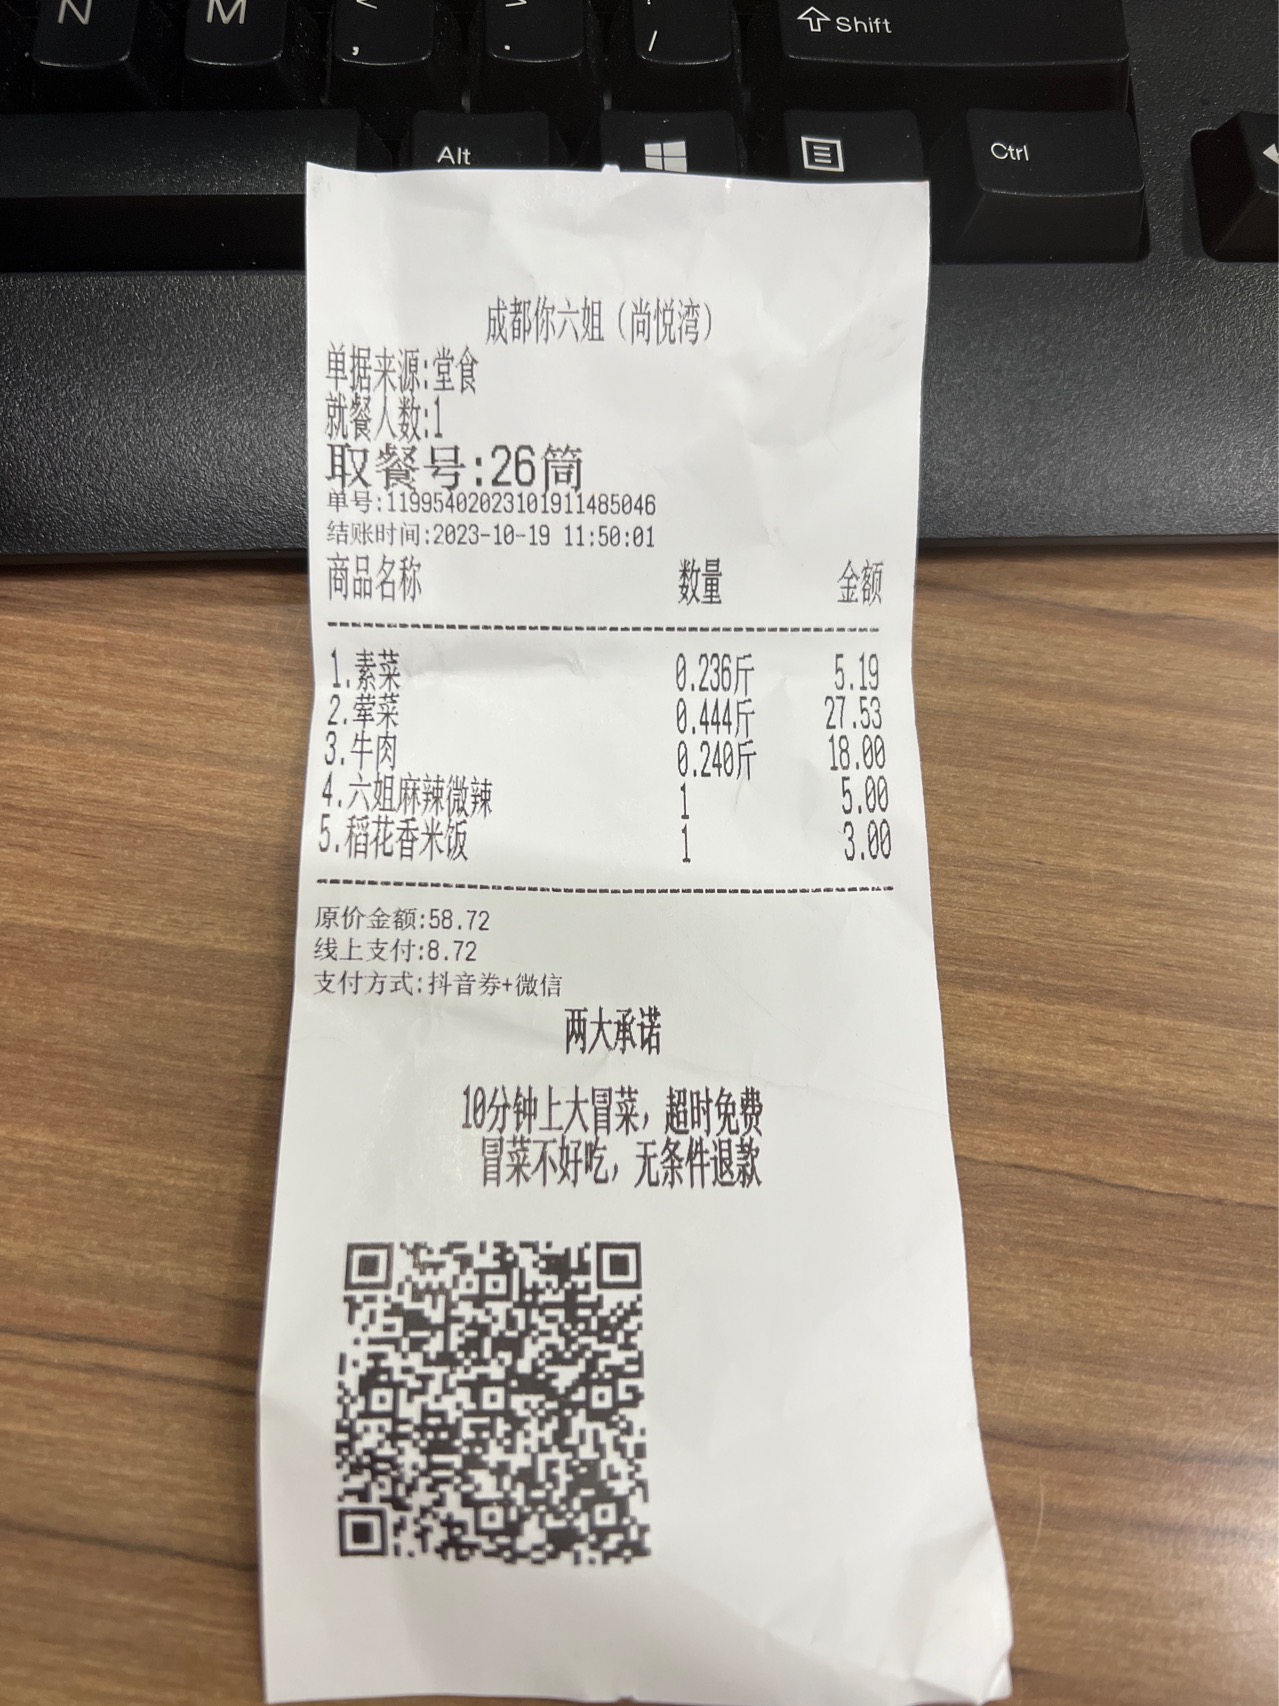 N M < , > . ! / Shift
Alt Ctrl
成都你六姐（尚悦湾）
单据来源:堂食
就餐人数:1
取餐号:26筒
单号:11995402023101911485046
结账时间:2023-10-19 11:50:01
商品名称 数量 金额
1.素菜 0.236斤 5.19
2.荤菜 0.444斤 27.53
3.牛肉 0.240斤 18.00
4.六姐麻辣微辣 1 5.00
5.稻花香米饭 1 3.00
原价金额:58.72
线上支付:8.72
支付方式:抖音券+微信
两大承诺
10分钟上大冒菜，超时免费
冒菜不好吃，无条件退款